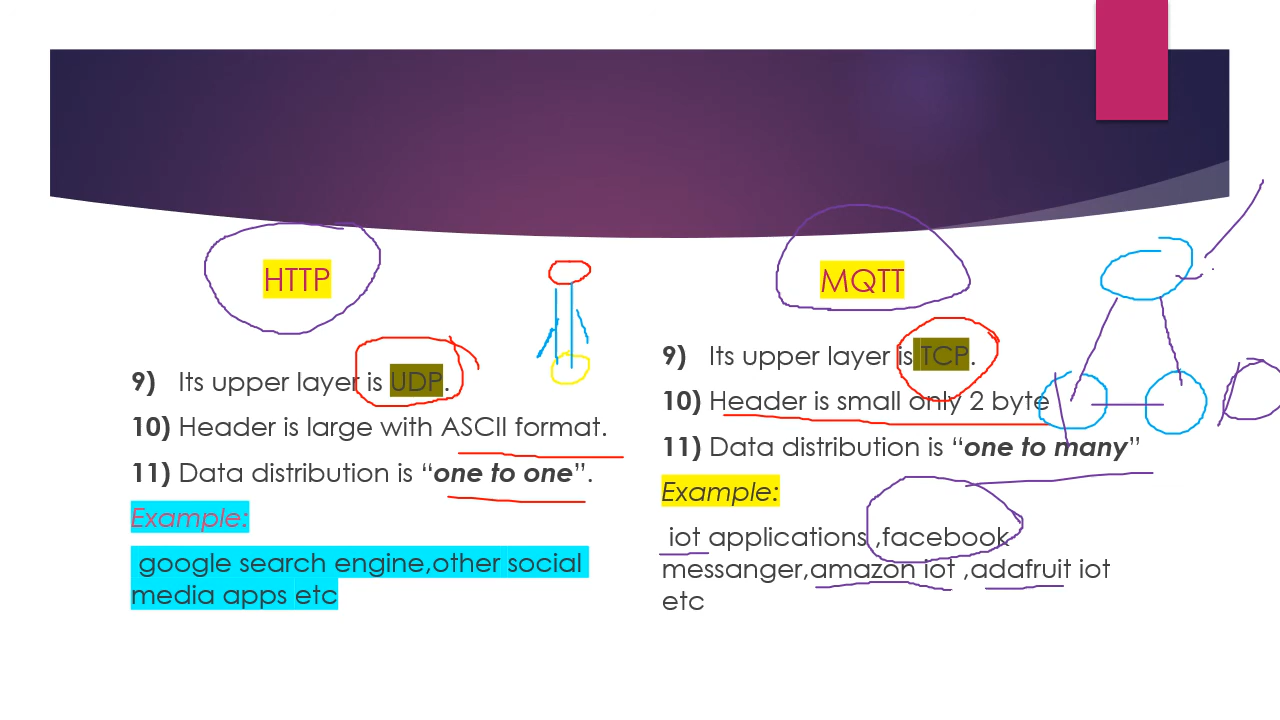 HTTP
9) Its upper layer is UDP.
10) Header is large with ASCII format.
11) Data distribution is “one to one”.
Example:
google search engine,other social
media apps etc
MQTT
9) Its upper layer is TCP.
10) Header is small only 2 byte
11) Data distribution is “one to many”
Example:
iot applications ,facebook
messanger,amazon iot ,adafruit iot
etc